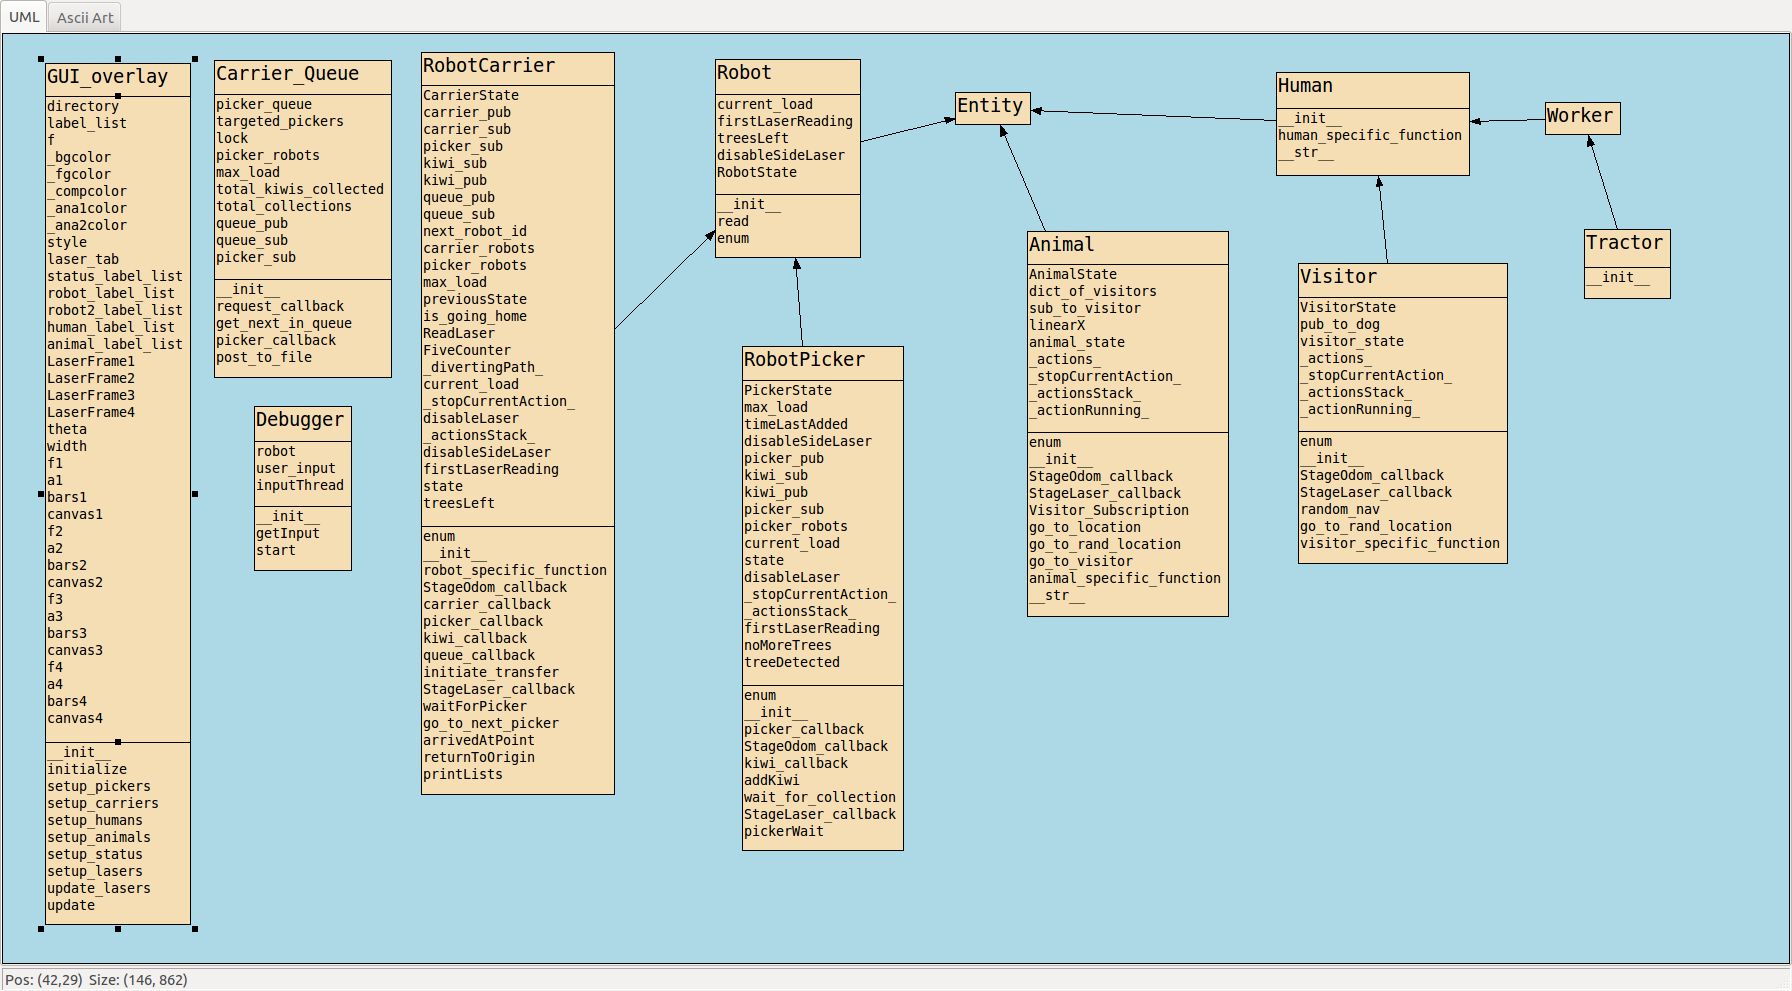 UML
Ascii Art
GUI_overlay
directory
label_list
f
_bgcolor
_fgcolor
_compcolor
_ana1color
_ana2color
style
laser_tab
status_label_list
robot_label_list
robot2_label_list
human_label_list
animal_label_list
LaserFrame1
LaserFrame2
LaserFrame3
LaserFrame4
theta
width
f1
a1
bars1
canvas1
f2
a2
bars2
canvas2
f3
a3
bars3
canvas3
f4
a4
bars4
canvas4
__init__
initialize
setup_pickers
setup_carriers
setup_humans
setup_animals
setup_status
setup_lasers
update_lasers
update
Carrier_Queue
picker_queue
targeted_pickers
lock
picker_robots
max_load
total_kiwis_collected
total_collections
queue_pub
queue_sub
picker_sub
__init__
request_callback
get_next_in_queue
picker_callback
post_to_file
Debugger
robot
user_input
inputThread
__init__
getInput
start
RobotCarrier
CarrierState
carrier_pub
carrier_sub
picker_sub
kiwi_sub
kiwi_pub
queue_pub
queue_sub
next_robot_id
carrier_robots
picker_robots
max_load
previousState
is_going_home
ReadLaser
FiveCounter
_divertingPath_
current_load
_stopCurrentAction_
disableLaser
_actionsStack_
disableSideLaser
firstLaserReading
state
treesLeft
enum
__init__
robot_specific_function
StageOdom_callback
carrier_callback
picker_callback
kiwi_callback
queue_callback
initiate_transfer
StageLaser_callback
waitForPicker
go_to_next_picker
arrivedAtPoint
returnToOrigin
printLists
Robot
current_load
firstLaserReading
treesLeft
disableSideLaser
RobotState
__init__
read
enum
RobotPicker
PickerState
max_load
timeLastAdded
disableSideLaser
picker_pub
kiwi_sub
kiwi_pub
picker_sub
picker_robots
current_load
state
disableLaser
_stopCurrentAction_
_actionsStack_
firstLaserReading
noMoreTrees
treeDetected
enum
__init__
picker_callback
StageOdom_callback
kiwi_callback
addKiwi
wait_for_collection
StageLaser_callback
pickerWait
Entity
Animal
AnimalState
dict_of_visitors
sub_to_visitor
linearX
animal_state
_actions_
_stopCurrentAction_
_actionsStack_
_actionRunning_
enum
__init__
StageOdom_callback
StageLaser_callback
Visitor_Subscription
go_to_location
go_to_rand_location
go_to_visitor
animal_specific_function
__str__
Human
__init__
human_specific_function
__str__
Visitor
VisitorState
pub_to_dog
visitor_state
_actions_
_stopCurrentAction_
_actionsStack_
_actionRunning_
enum
__init__
StageOdom_callback
StageLaser_callback
random_nav
go_to_rand_location
visitor_specific_function
Worker
Tractor
__init__
Pos: (42,29) Size: (146, 862)